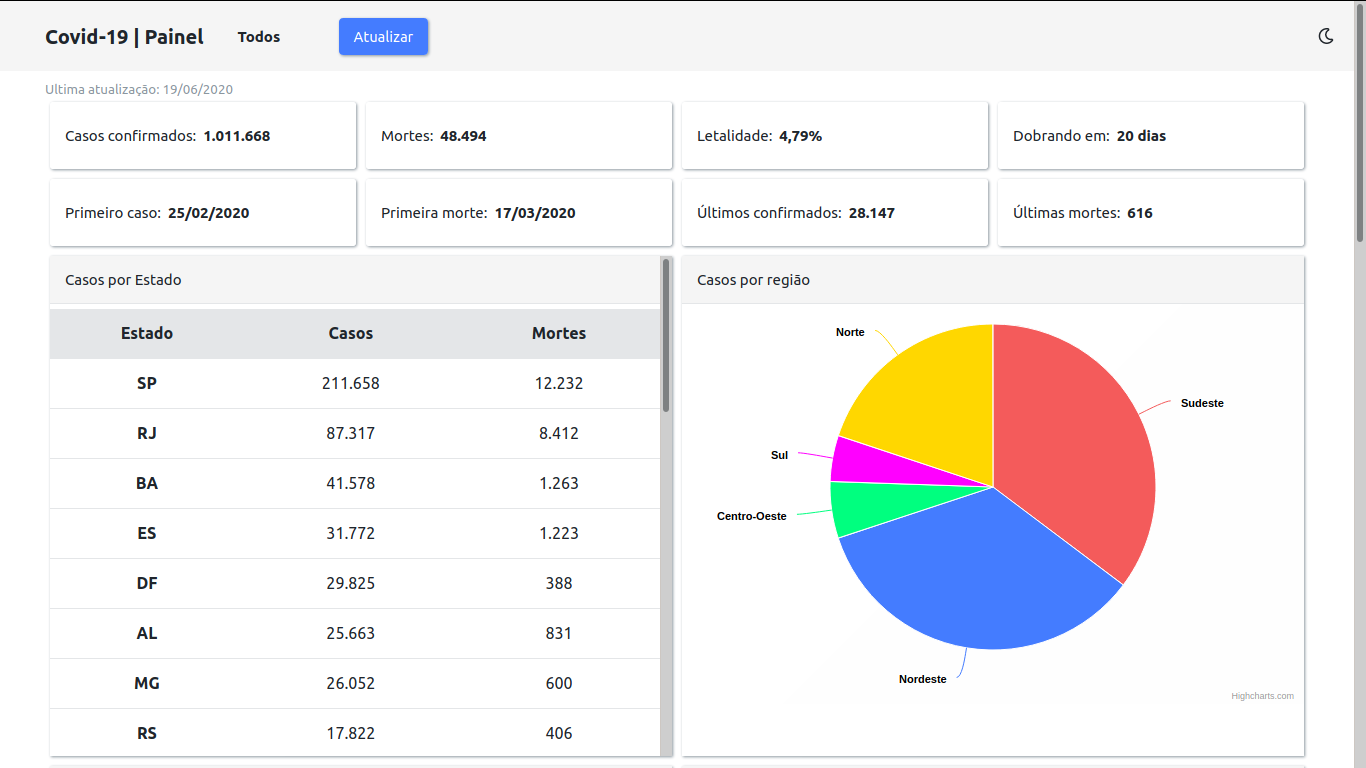 Covid-19 | Painel Todos Atualizar
Ultima atualização: 19/06/2020
Casos confirmados: 1.011.668 Mortes: 48.494 Letalidade: 4,79% Dobrando em: 20 dias
Primeiro caso: 25/02/2020 Primeira morte: 17/03/2020 Últimos confirmados: 28.147 Últimas mortes: 616
Casos por Estado
Estado Casos Mortes
SP 211.658 12.232
RJ 87.317 8.412
BA 41.578 1.263
ES 31.772 1.223
DF 29.825 388
AL 25.663 831
MG 26.052 600
RS 17.822 406
Casos por região
Norte
Sudeste
Sul
Centro-Oeste
Nordeste
Highcharts.com